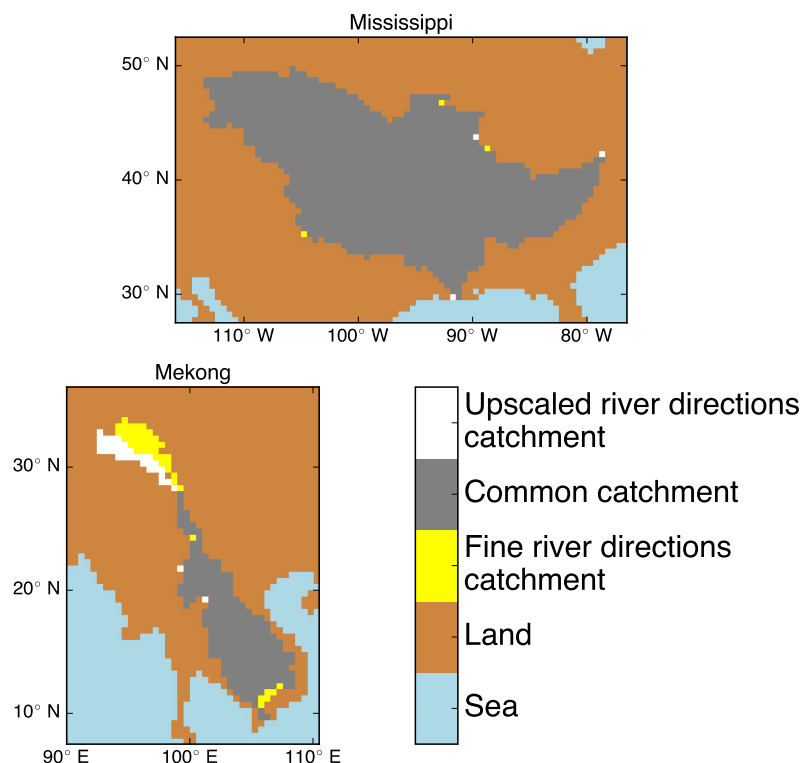 Mississippi
50° N
40° N
30° N
110° W
100° W
90° W
80° W
Mekong
30° N
20° N
10° N
90° E
100° E
110° E
Upscaled river directions
catchment
Common catchment
Fine river directions
catchment
Land
Sea